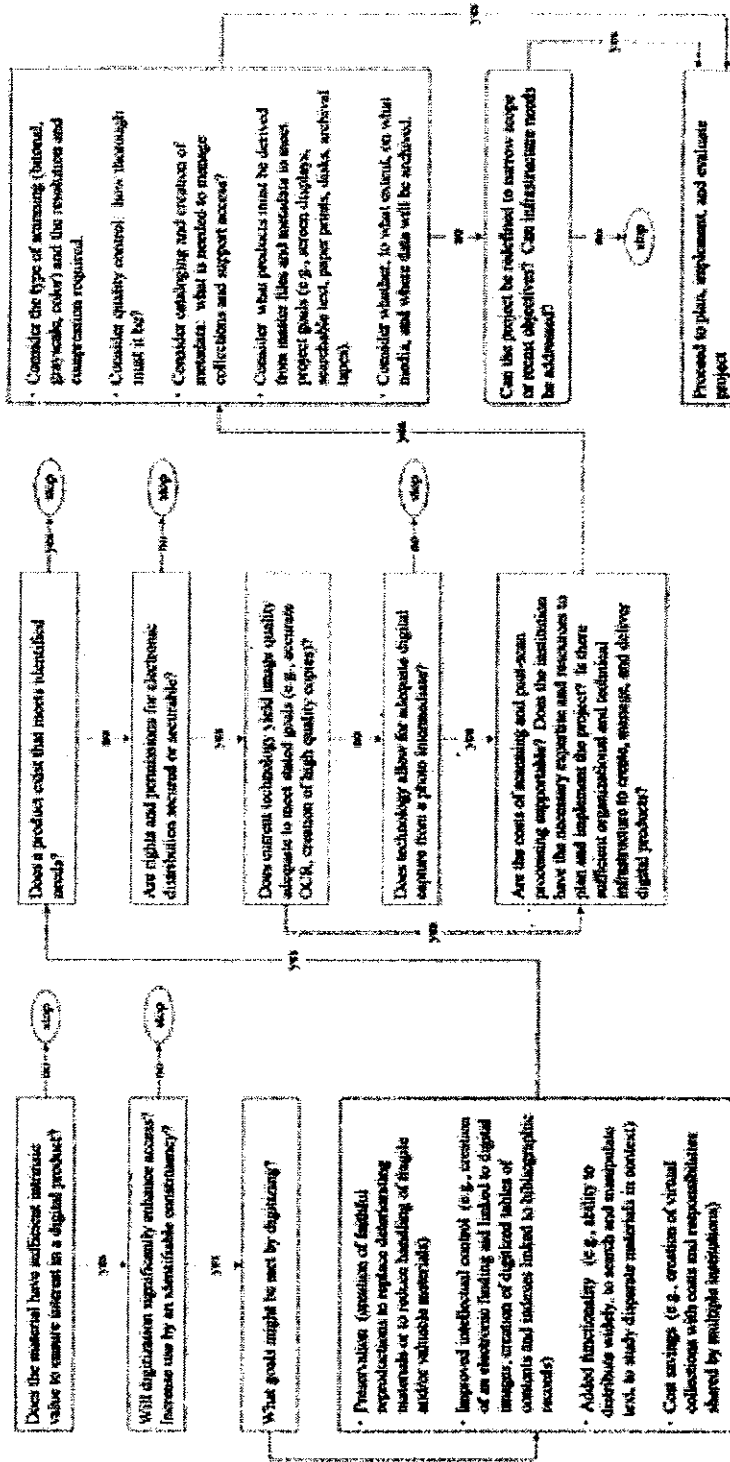 Does the material have sufficient intrinsic
value to ensure interest in a digital product?
no
stop
yes
Will digitization significantly enhance access?
Increase use by an identifiable constituency?
no
stop
yes
What goals might be met by digitizing?
• Preservation (creation of faithful
reproductions to replace deteriorating
materials or to reduce handling of fragile
and/or valuable materials)
• Improved intellectual control (e.g., creation
of an electronic finding aid linked to digital
images, creation of digitized tables of
contents and indexes linked to bibliographic
records)
• Added functionality (e.g., ability to
distribute widely, to search and manipulate
text, to study disparate materials in context)
• Cost savings (e.g., creation of virtual
collections with costs and responsibilities
shared by multiple institutions)
yes
Does a product exist that meets identified
needs?
yes
stop
no
Are rights and permissions for electronic
distribution secured or securable?
no
stop
yes
Does current technology yield image quality
adequate to meet stated goals (e.g., accurate
OCR, creation of high quality copies)?
no
yes
Does technology allow for adequate digital
capture from a photo intermediate?
no
stop
yes
Are the costs of scanning and post-scan
processing supportable? Does the institution
have the necessary expertise and resources to
plan and implement the project? Is there
sufficient organizational and technical
infrastructure to create, manage, and deliver
digital products?
yes
• Consider the type of scanning (bitonal,
grayscale, color) and the resolution and
compression required.
• Consider quality control: how thorough
must it be?
• Consider cataloging and creation of
metadata: what is needed to manage
collections and support access?
• Consider what products must be derived
from master files and metadata to meet
project goals (e.g., screen displays,
searchable text, paper prints, disks, archival
tapes).
• Consider whether, to what extent, on what
media, and where data will be archived.
yes
no
Can the project be redefined to narrow scope
or recast objectives? Can infrastructure needs
be addressed?
yes
no
stop
Proceed to plan, implement, and evaluate
project